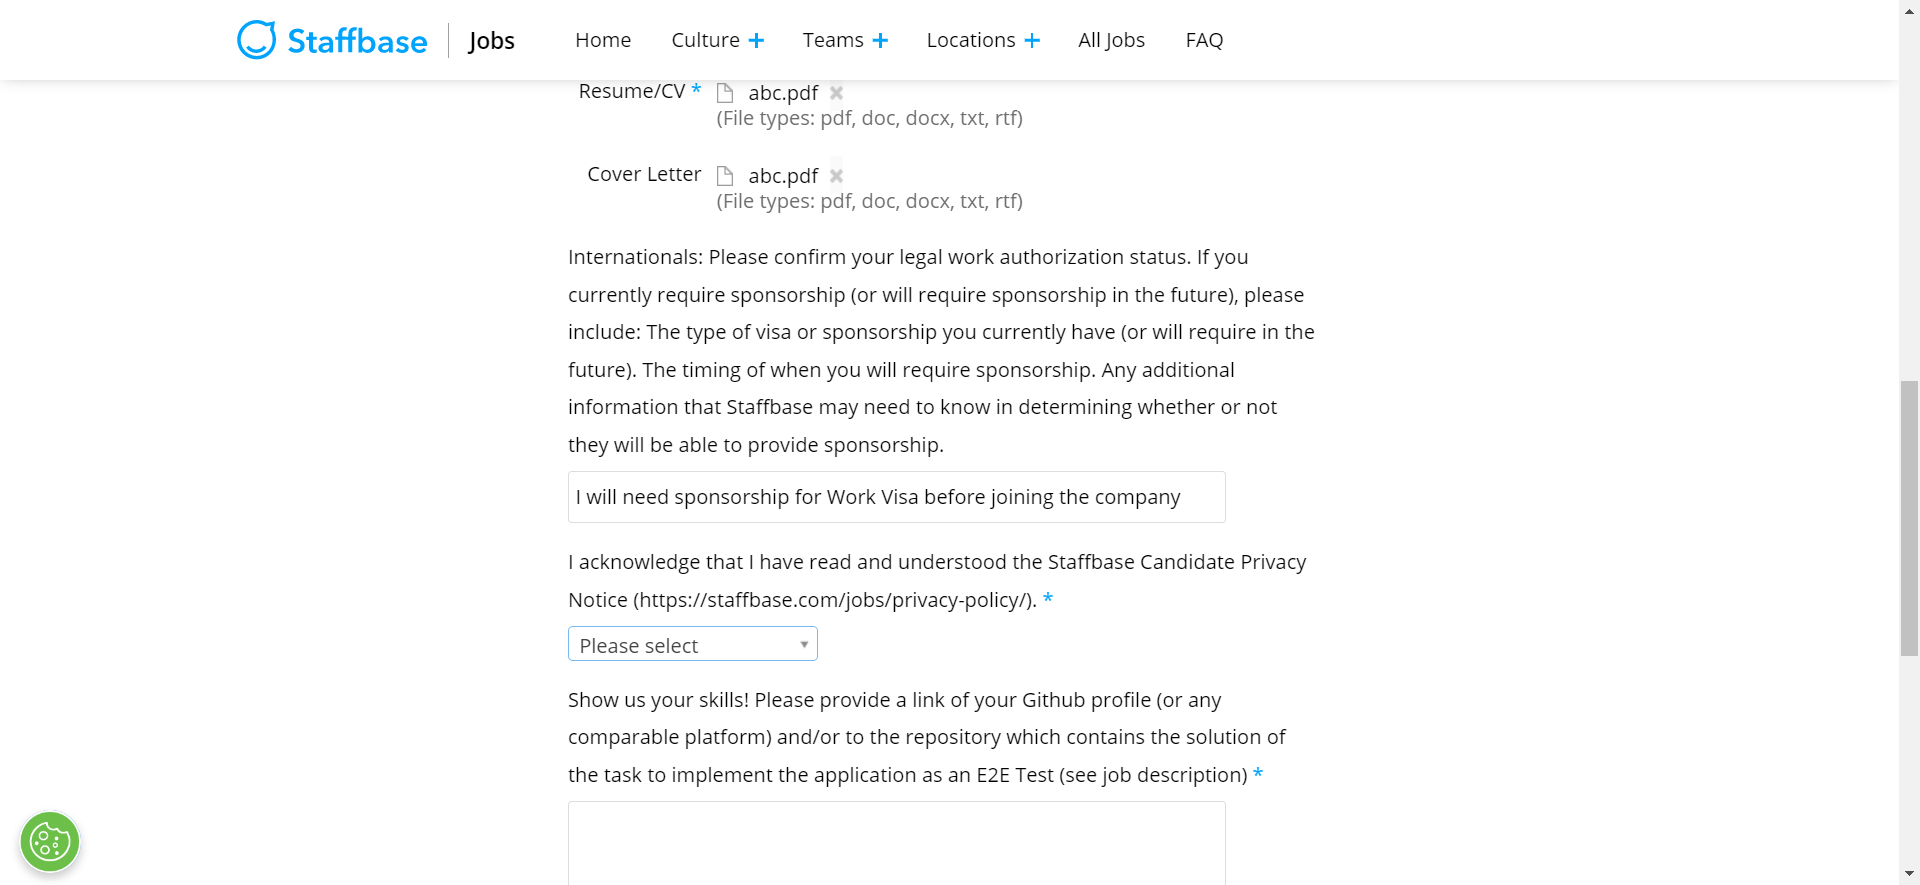 Staffbase Jobs Home Culture + Teams + Locations + All Jobs FAQ
Resume/CV * abc.pdf ×
(File types: pdf, doc, docx, txt, rtf)
Cover Letter abc.pdf ×
(File types: pdf, doc, docx, txt, rtf)
Internationals: Please confirm your legal work authorization status. If you
currently require sponsorship (or will require sponsorship in the future), please
include: The type of visa or sponsorship you currently have (or will require in the
future). The timing of when you will require sponsorship. Any additional
information that Staffbase may need to know in determining whether or not
they will be able to provide sponsorship.
I will need sponsorship for Work Visa before joining the company
I acknowledge that I have read and understood the Staffbase Candidate Privacy
Notice (https://staffbase.com/jobs/privacy-policy/). *
Please select
Show us your skills! Please provide a link of your Github profile (or any
comparable platform) and/or to the repository which contains the solution of
the task to implement the application as an E2E Test (see job description) *